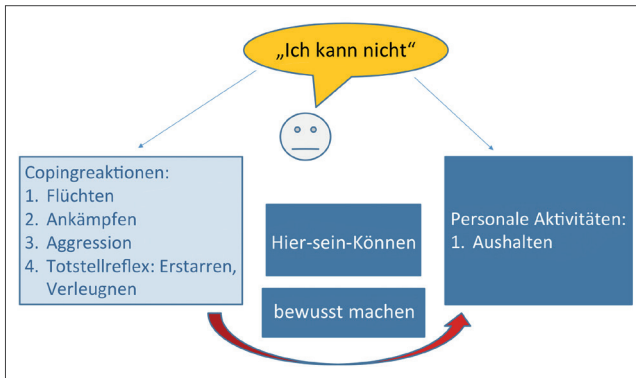 „Ich kann nicht“
Copingreaktionen:
1. Flüchten
2. Ankämpfen
3. Aggression
4. Totstellreflex: Erstarren,
Verleugnen
Hier-sein-Können
bewusst machen
Personale Aktivitäten:
1. Aushalten